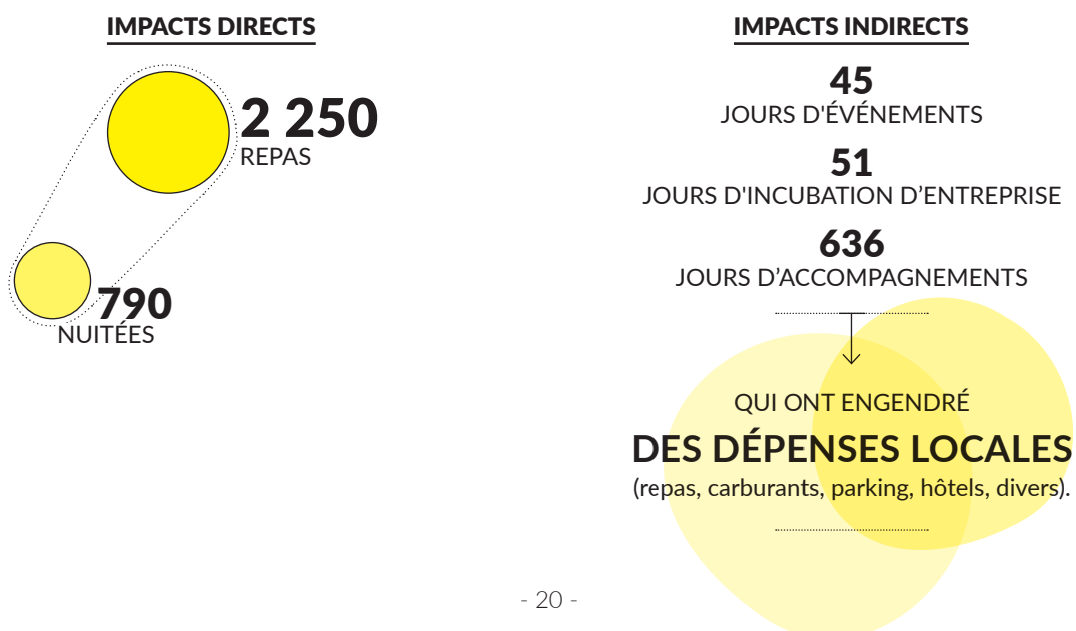 IMPACTS DIRECTS
2 250
REPAS
790
NUITÉES
IMPACTS INDIRECTS
45
JOURS D'ÉVÉNEMENTS
51
JOURS D'INCUBATION D’ENTREPRISE
636
JOURS D’ACCOMPAGNEMENTS
QUI ONT ENGENDRÉ
DES DÉPENSES LOCALES
(repas, carburants, parking, hôtels, divers).
- 20 -